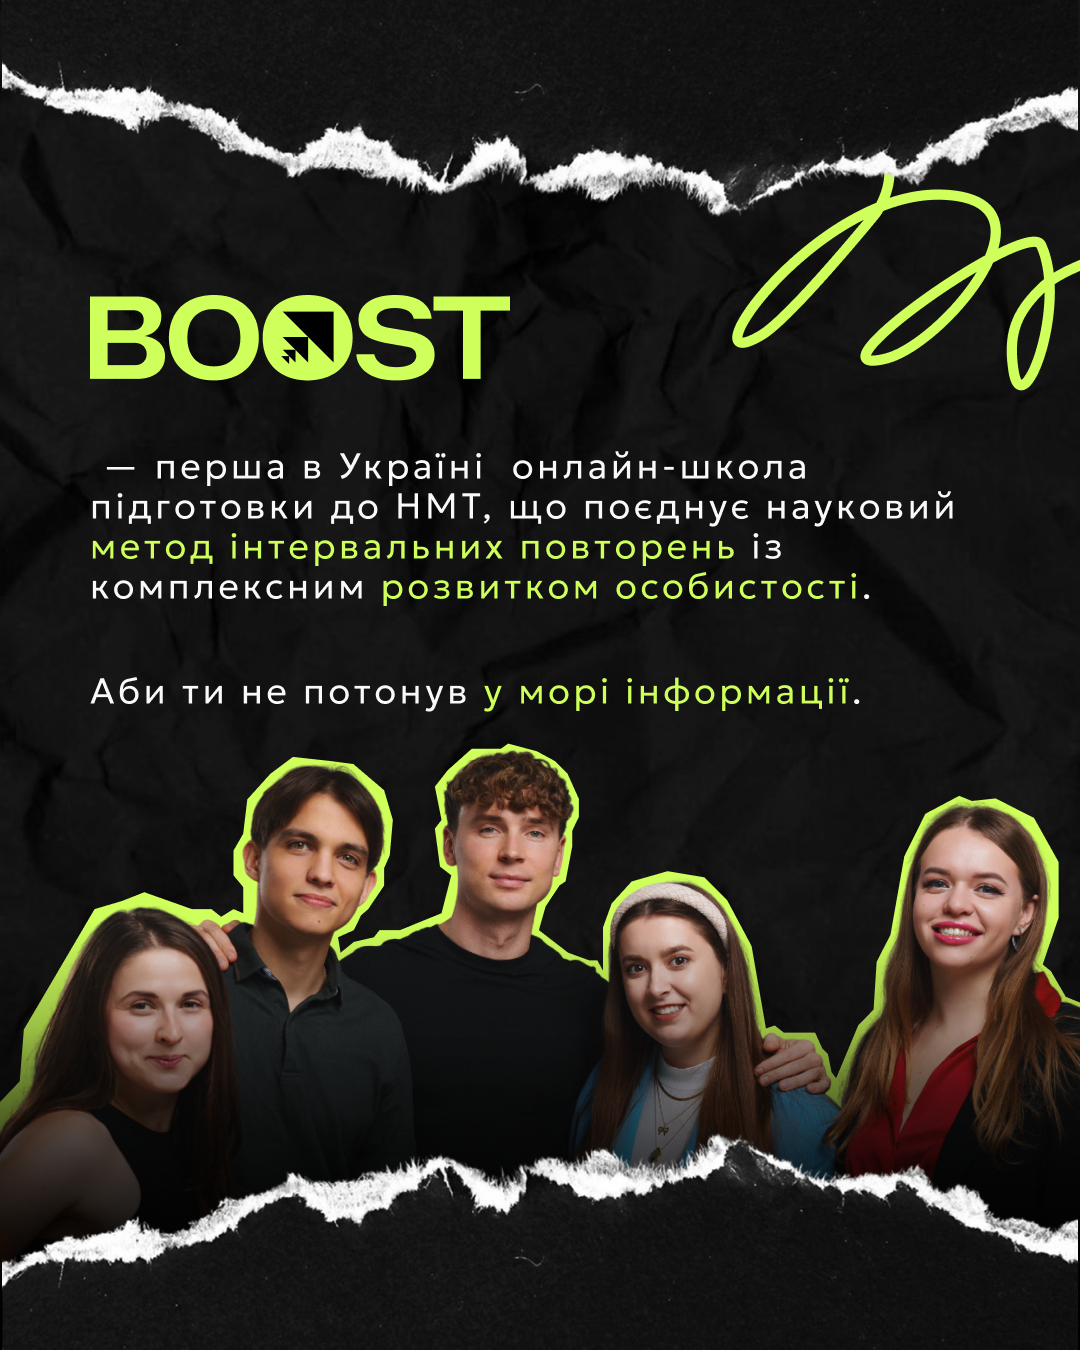 BOOST
— перша в Україні онлайн-школа
підготовки до НМТ, що поєднує науковий
метод інтервальних повторень із
комплексним розвитком особистості.
Аби ти не потонув у морі інформації.